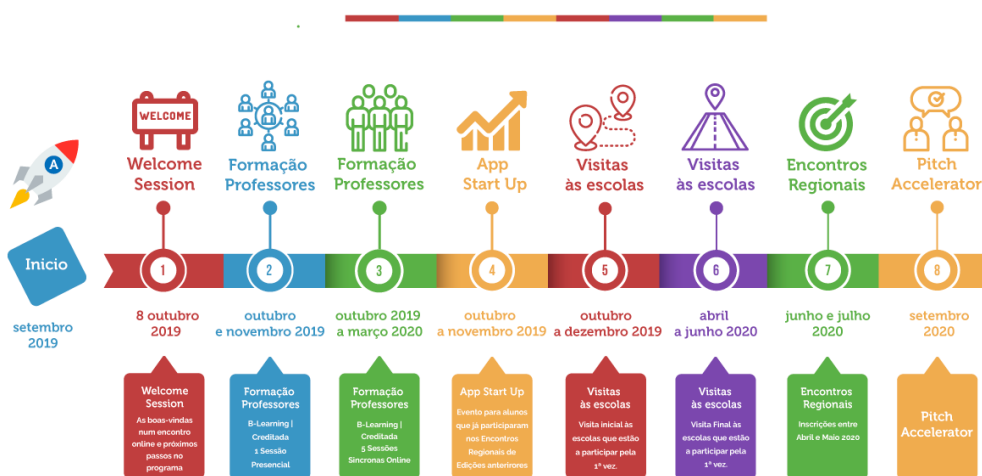 WELCOME
Welcome
Session
Formação
Professores
Formação
Professores
App
Start Up
Visitas
às escolas
Visitas
às escolas
Encontros
Regionais
Pitch
Accelerator
A
Início
1
2
3
4
5
6
7
8
setembro
2019
8 outubro
2019
outubro
e novembro 2019
outubro 2019
a março 2020
outubro
a novembro 2019
outubro
a dezembro 2019
abril
a junho 2020
junho e julho
2020
setembro
2020
Welcome
Session
As boas-vindas
num encontro
online e próximos
passos no
programa
Formação
Professores
B-Learning |
Creditada
1 Sessão
Presencial
Formação
Professores
B-Learning |
Creditada
5 Sessões
Síncronas Online
App Start Up
Evento para alunos
que já participaram
nos Encontros
Regionais de
Edições anterirores
Visitas
às escolas
Visita inicial às
escolas que estão
a participar pela
1ª vez.
Visitas
às escolas
Visita Final às
escolas que estão
a participar pela
1ª vez.
Encontros
Regionais
Inscrições entre
Abril e Maio 2020
Pitch
Accelerator